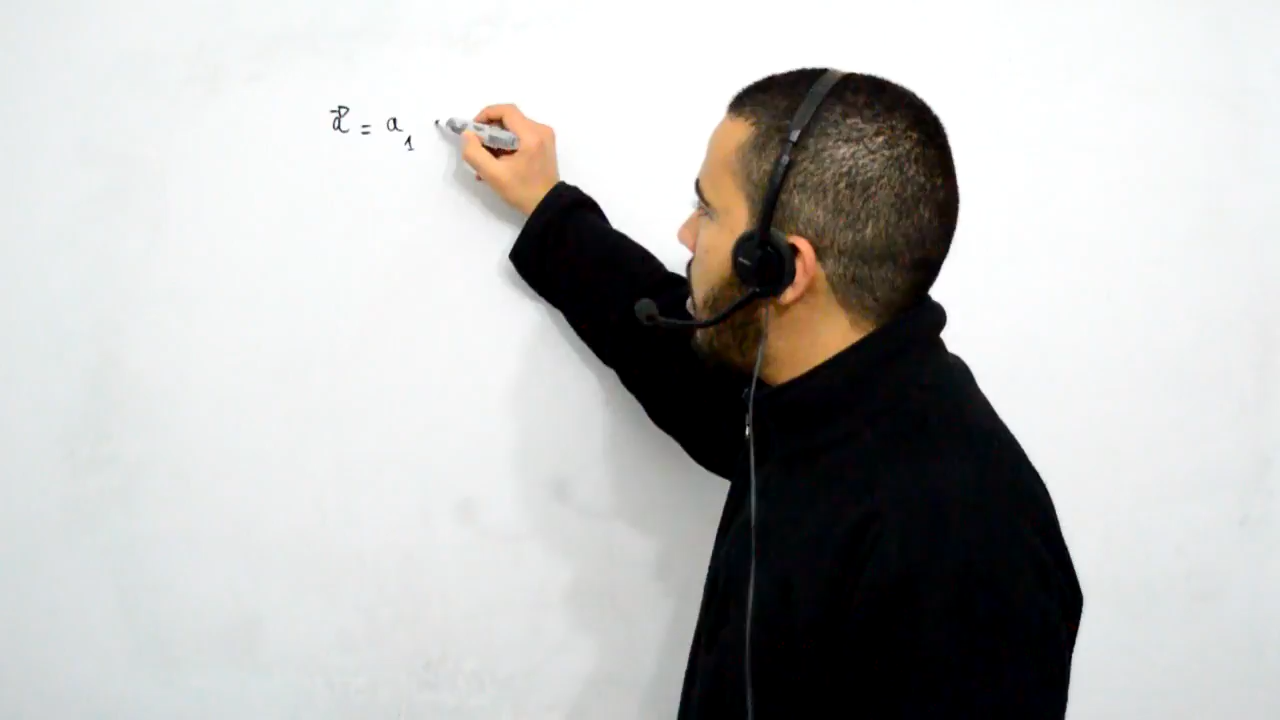 a⃗ = a₁